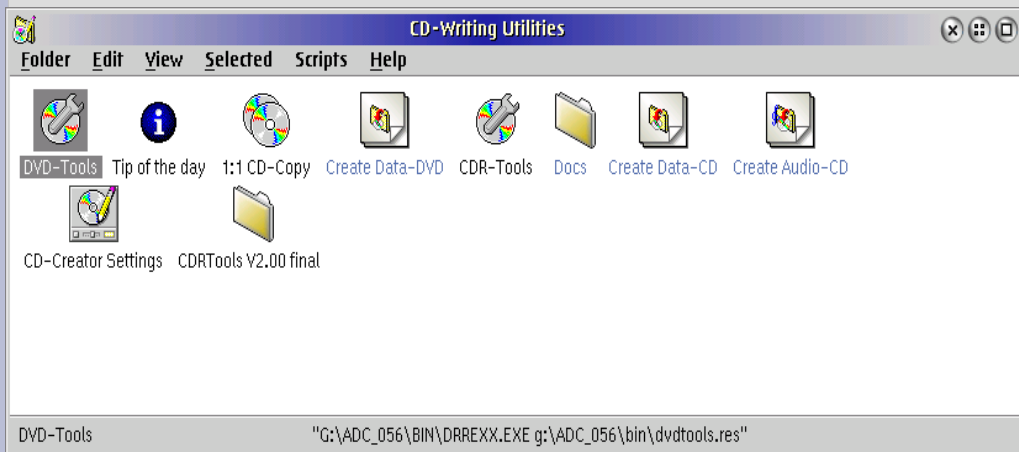 CD-Writing Utilities
Folder Edit View Selected Scripts Help
DVD-Tools Tip of the day 1:1 CD-Copy Create Data-DVD CDR-Tools Docs Create Data-CD Create Audio-CD
CD-Creator Settings CDRTools V2.00 final
DVD-Tools "G:\ADC_056\BIN\DRREXX.EXE g:\ADC_056\bin\dvdtools.res"